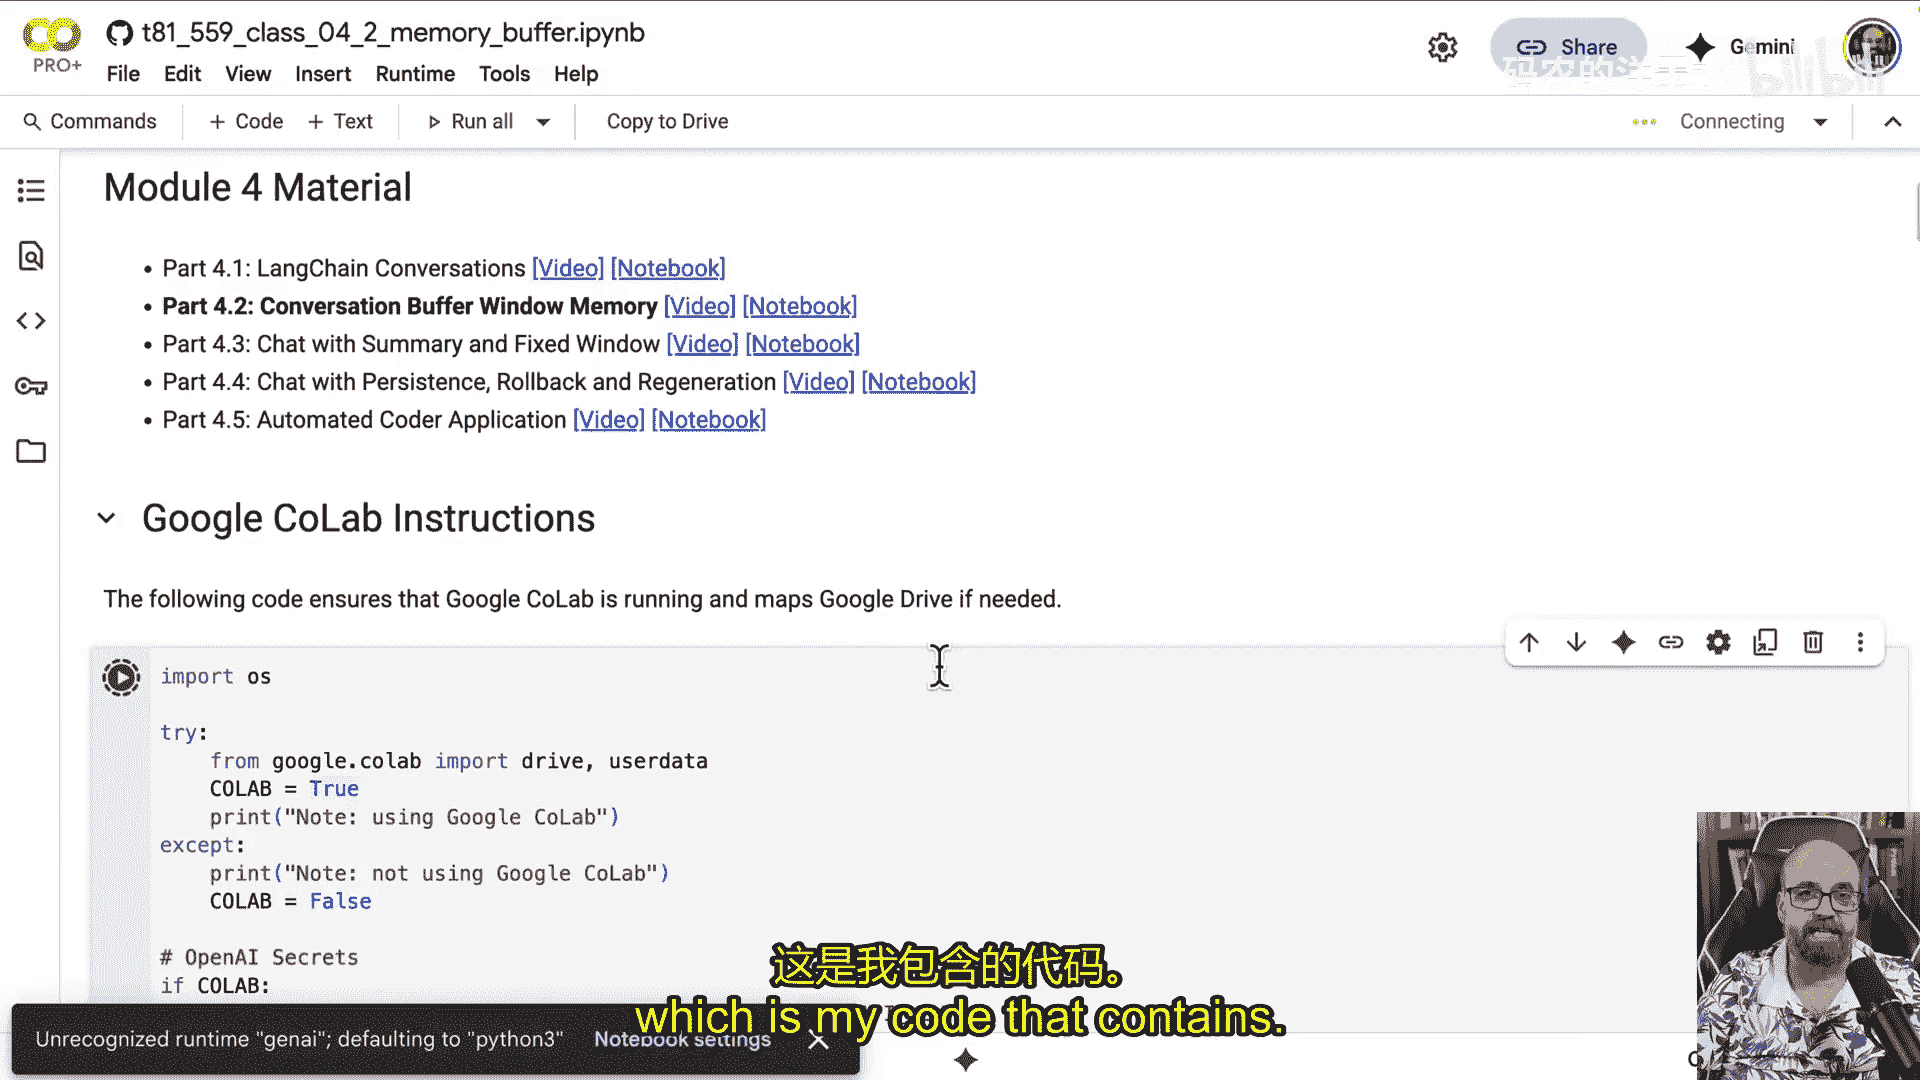 t81_559_class_04_2_memory_buffer.ipynb
PRO+
File Edit View Insert Runtime Tools Help
Share
Gemini
bilibili
Commands + Code + Text Run all Copy to Drive Connecting
Module 4 Material
• Part 4.1: LangChain Conversations [Video] [Notebook]
• Part 4.2: Conversation Buffer Window Memory [Video] [Notebook]
• Part 4.3: Chat with Summary and Fixed Window [Video] [Notebook]
• Part 4.4: Chat with Persistence, Rollback and Regeneration [Video] [Notebook]
• Part 4.5: Automated Coder Application [Video] [Notebook]
Google CoLab Instructions
The following code ensures that Google CoLab is running and maps Google Drive if needed.
import os
try:
from google.colab import drive, userdata
COLAB = True
print("Note: using Google CoLab")
except:
print("Note: not using Google CoLab")
COLAB = False
# OpenAI Secrets
if COLAB:
这是我包含的代码。
which is my code that contains.
Unrecognized runtime "genai"; defaulting to "python3" Notebook settings